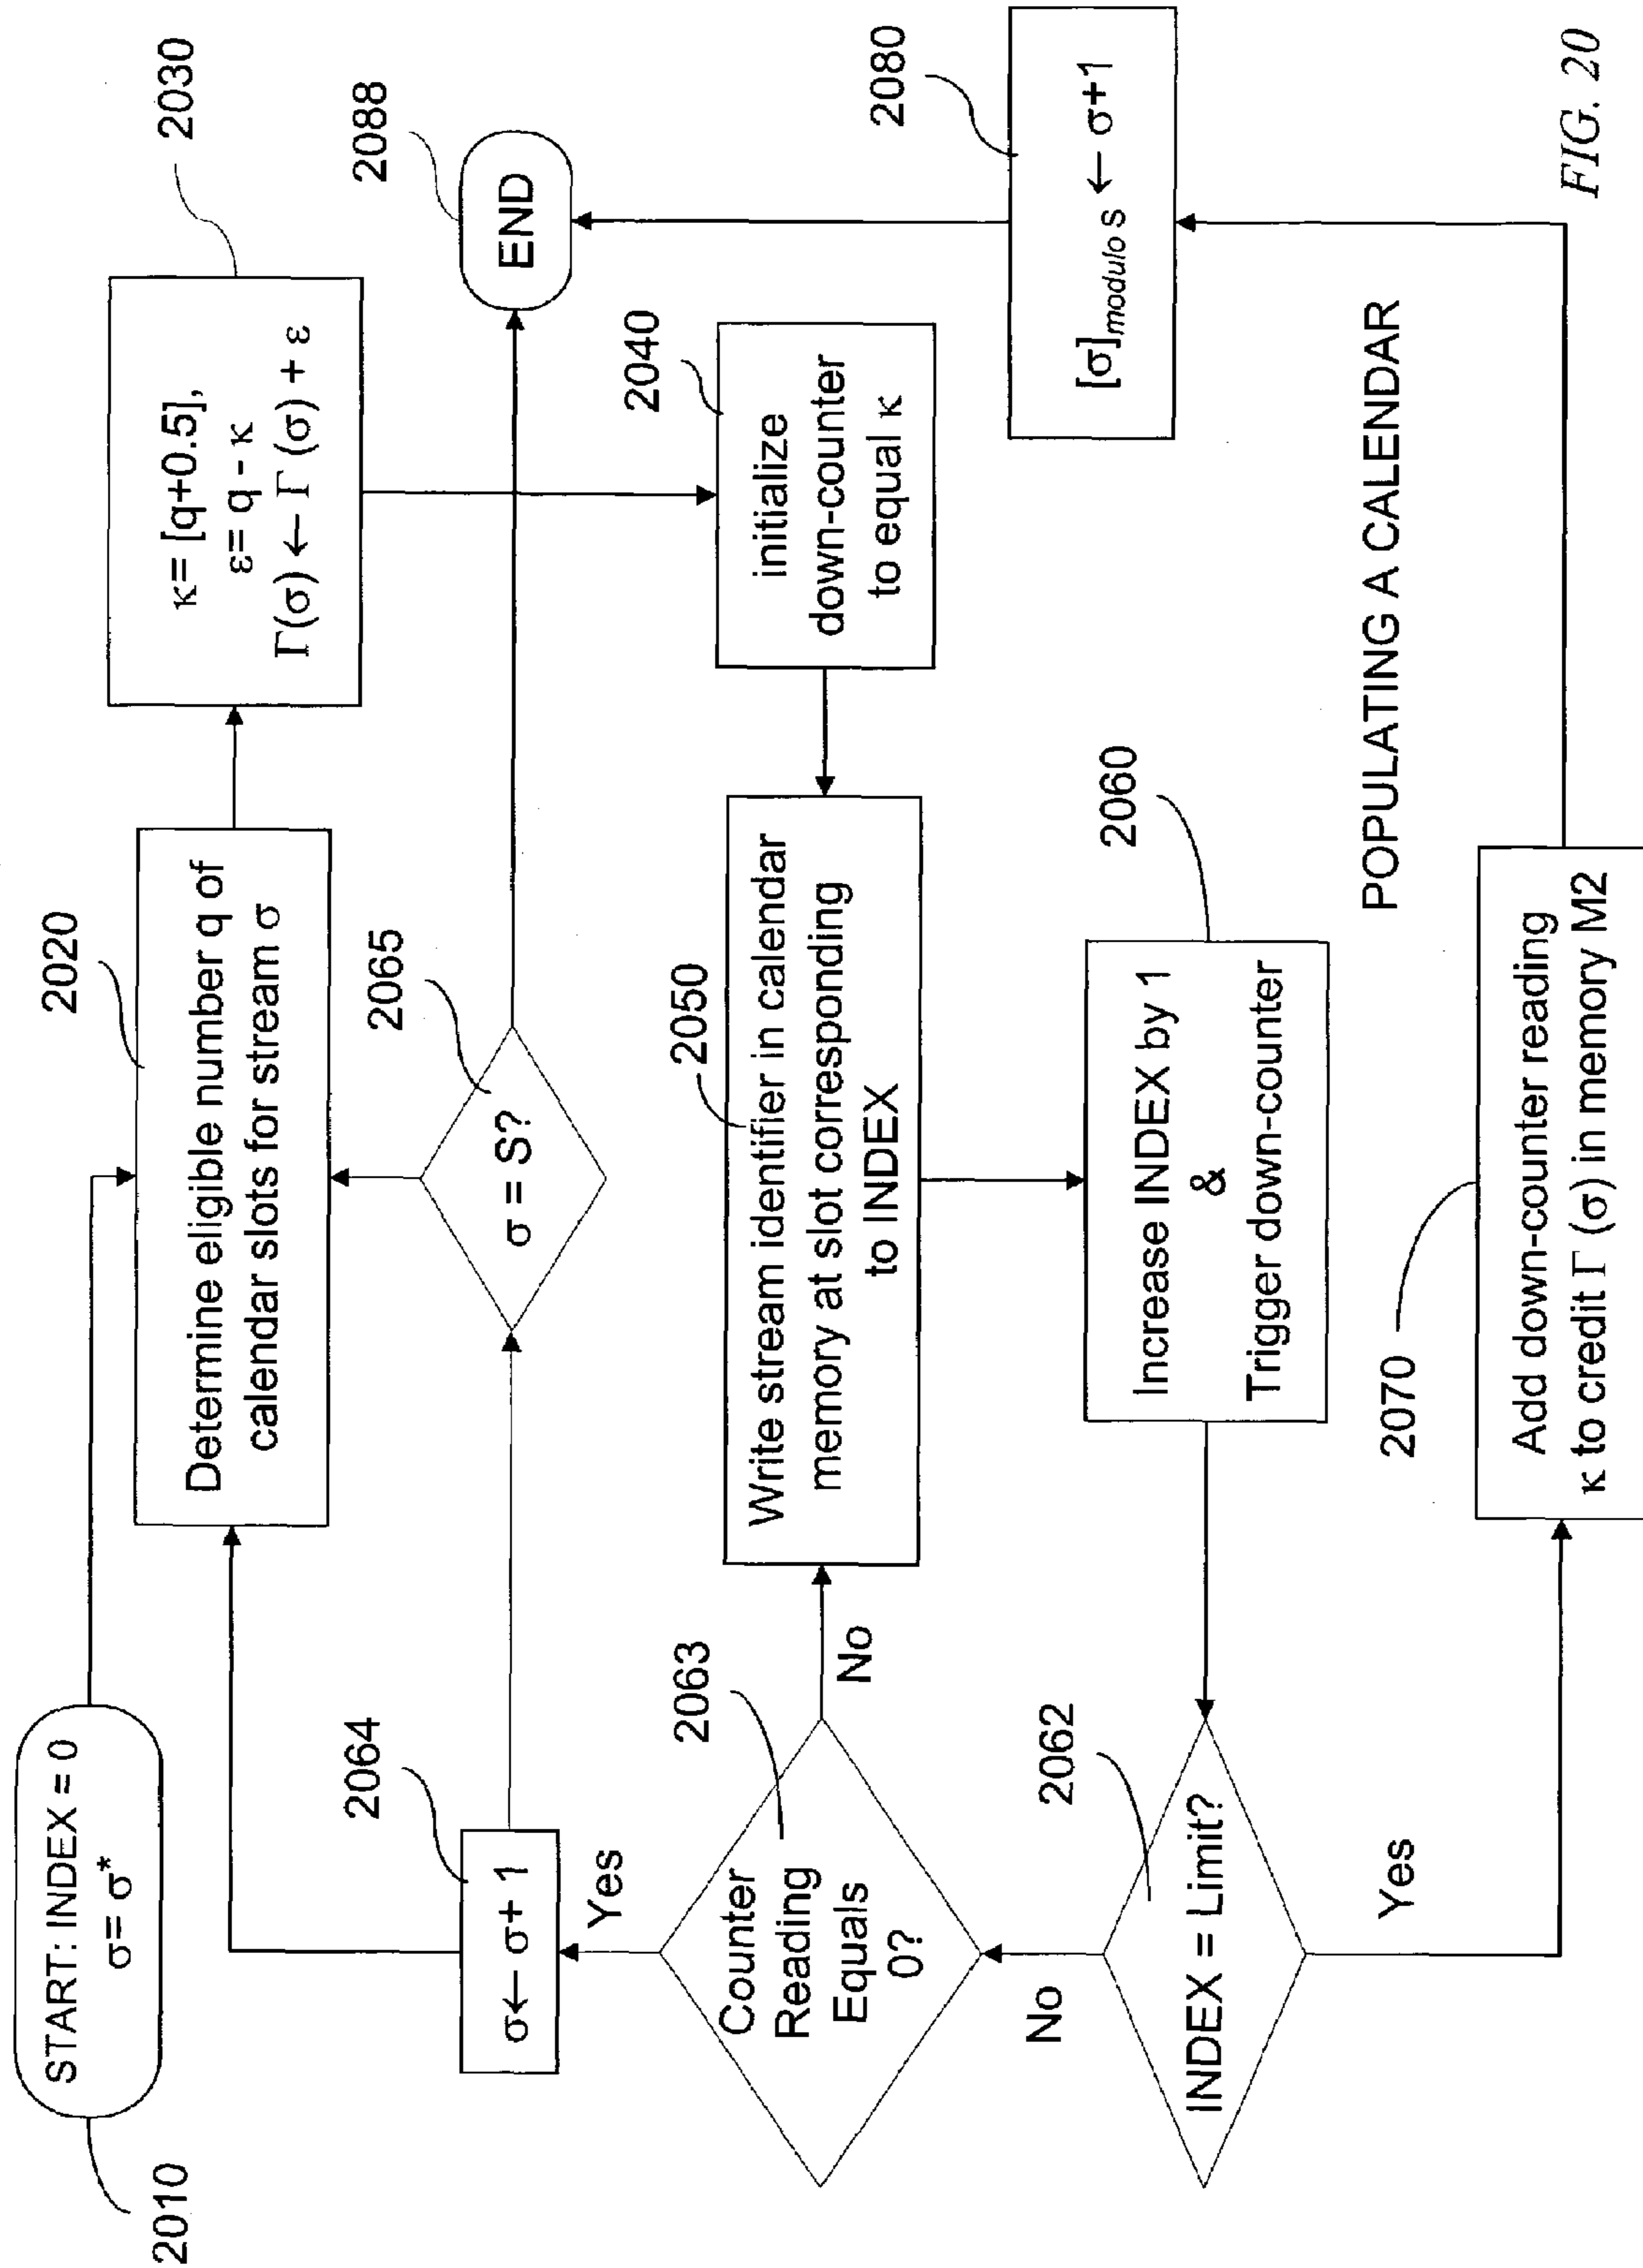 2010
START: INDEX = 0
σ= σ*
2020
Determine eligible number q of
calendar slots for stream σ
2030
κ= [q+0.5],
ε= q - κ
Γ(σ) ← Γ (σ) + ε
2064
σ← σ+ 1
2065
σ = S?
2088
END
Yes
2063
Counter
Reading
Equals
0?
No
2050
Write stream identifier in calendar
memory at slot corresponding
to INDEX
2040
initialize
down-counter
to equal κ
No
2062
INDEX = Limit?
Yes
2060
Increase INDEX by 1
&
Trigger down-counter
2080
[σ]modulo S ← σ+1
POPULATING A CALENDAR
2070
Add down-counter reading
κ to credit Γ (σ) in memory M2
FIG. 20